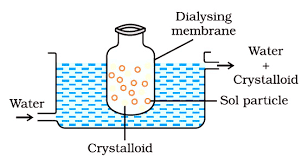 Dialysing
membrane
Water
+
Crystalloid
Water
Sol particle
Crystalloid